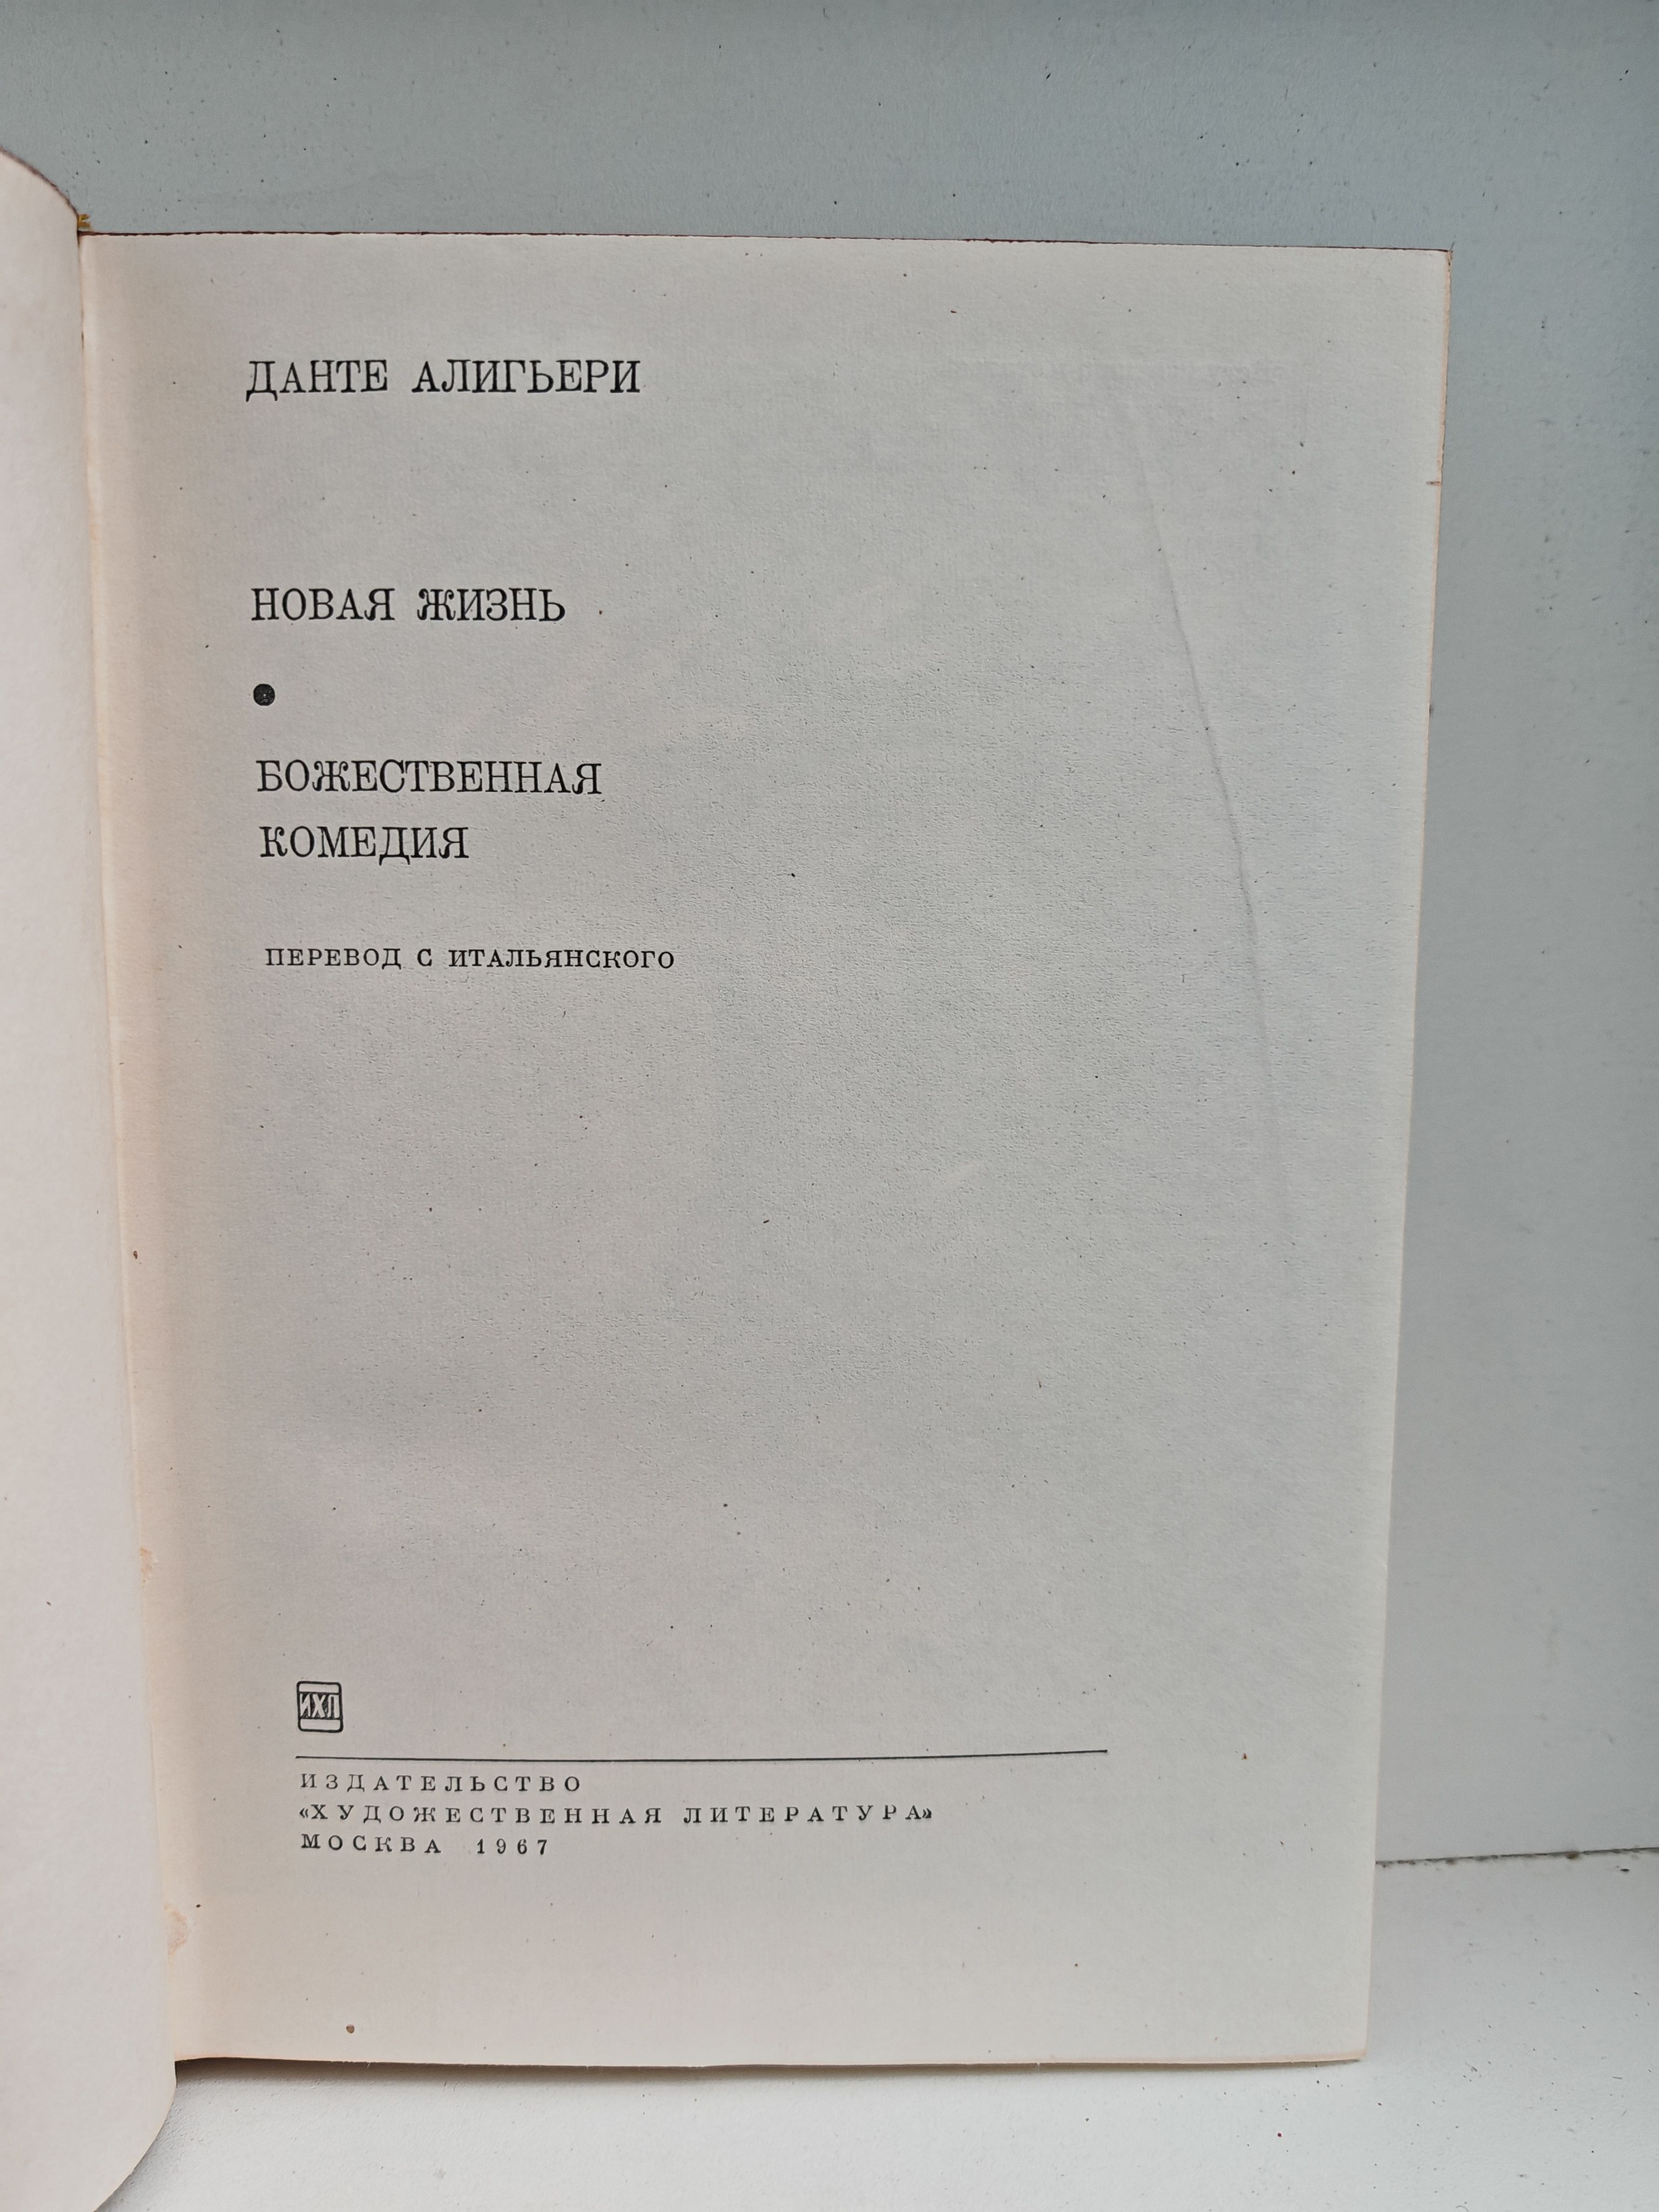 ДАНТЕ АЛИГЬЕРИ
НОВАЯ ЖИЗНЬ
●
БОЖЕСТВЕННАЯ
КОМЕДИЯ
ПЕРЕВОД С ИТАЛЬЯНСКОГО
ИХЛ
ИЗДАТЕЛЬСТВО
«ХУДОЖЕСТВЕННАЯ ЛИТЕРАТУРА»
МОСКВА 1967